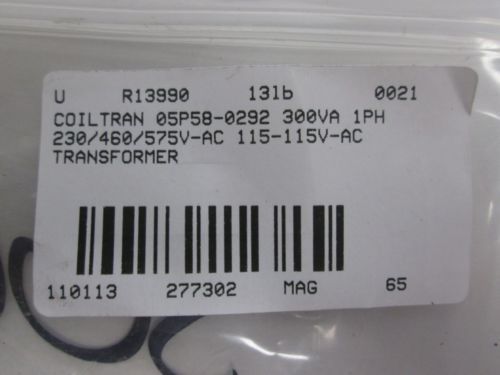 U R13990 13lb 0021
COILTRAN 05P58-0292 300VA 1PH
230/460/575V-AC 115-115V-AC
TRANSFORMER
110113 277302 MAG 65